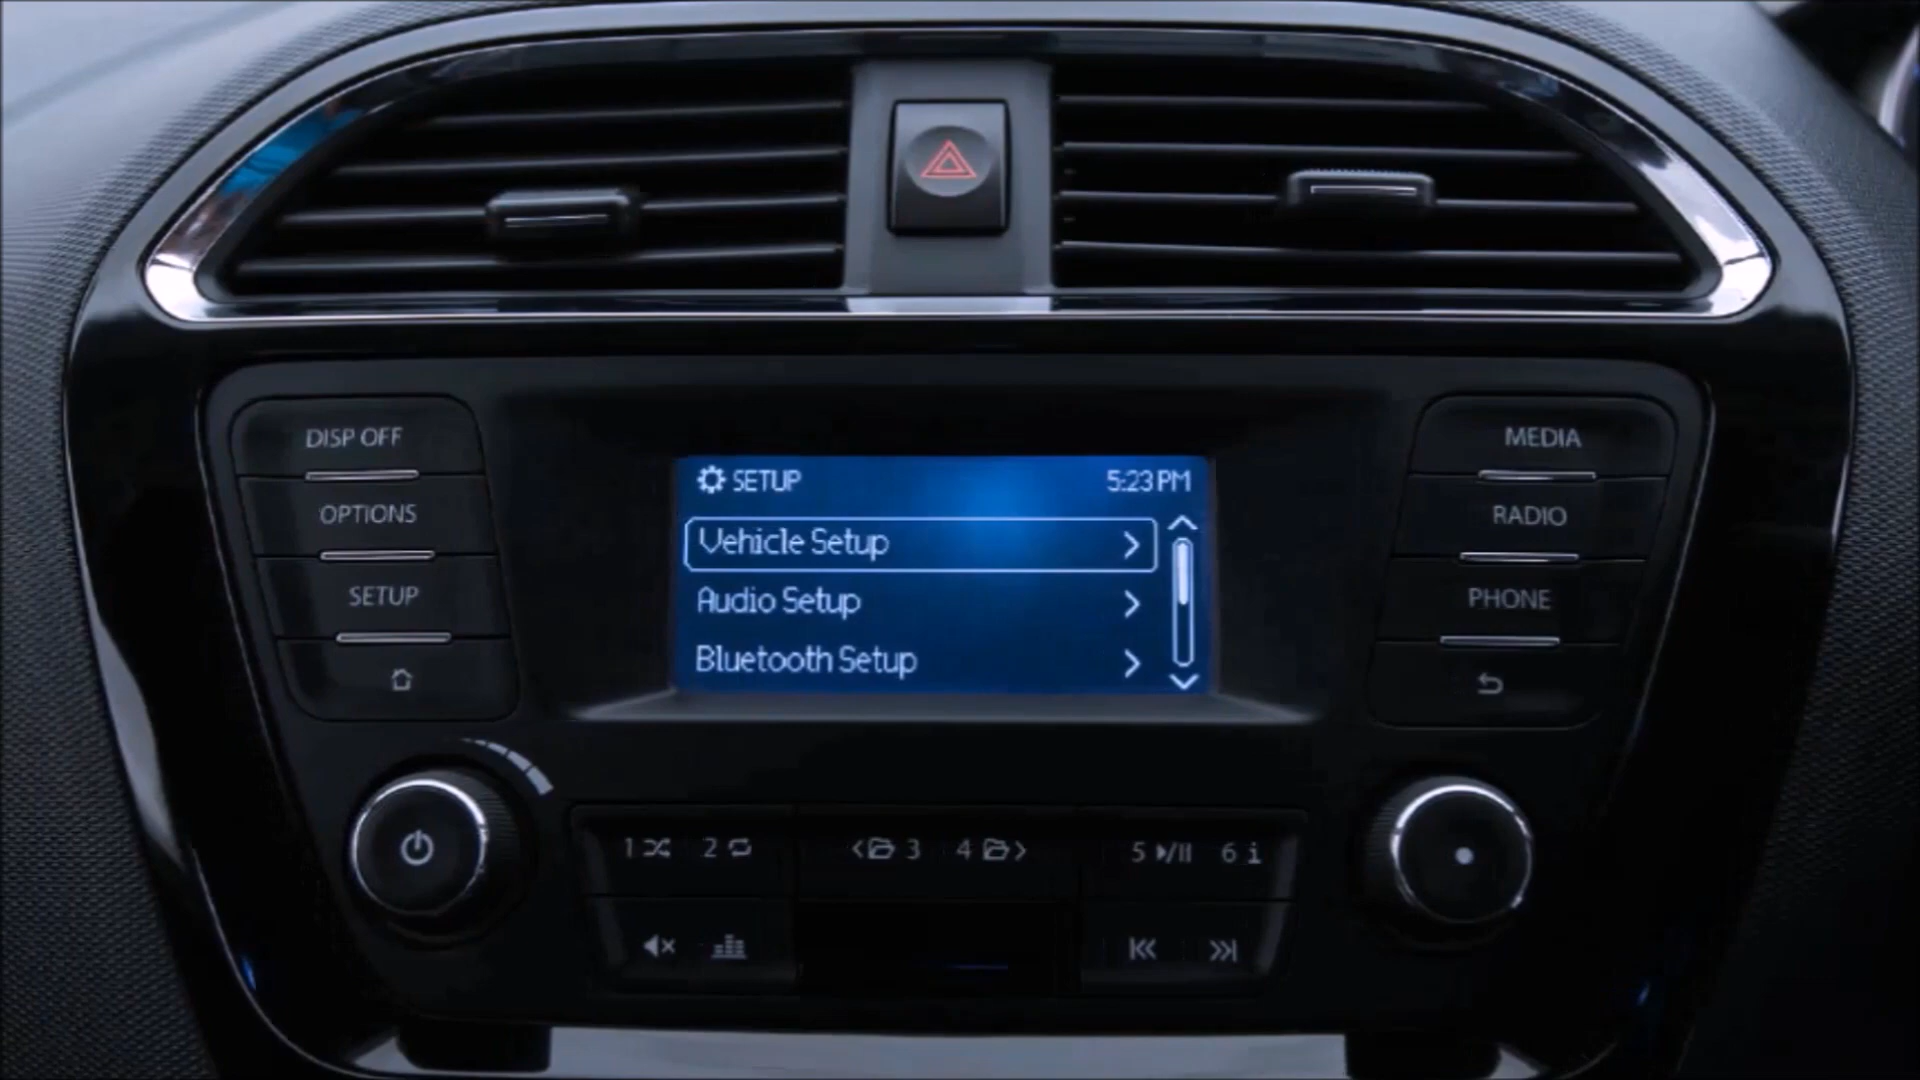 DISP OFF
OPTIONS
SETUP
SETUP 5:23 PM
Vehicle Setup
Audio Setup
Bluetooth Setup
MEDIA
RADIO
PHONE
1 2 3 4 5 6 i